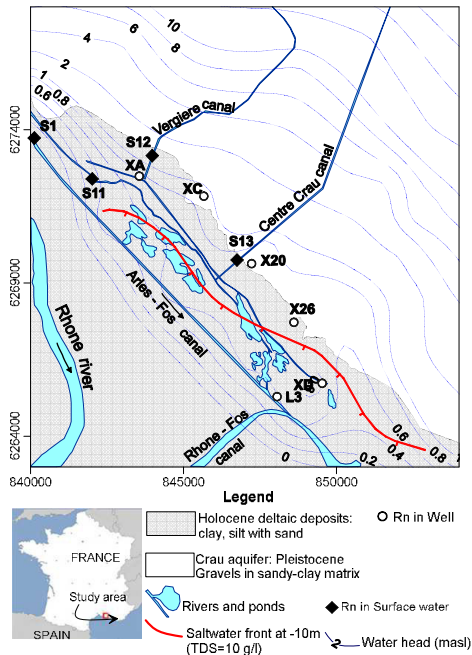 10
8
6
4
2
1
0.8
0.6
Vergiere canal
S1
S12
XA
XC
S11
Centre Crau canal
S13
X20
Arles - Fos canal
X26
Rhone river
XB
L3
Rhone - Fos canal
0.6
0.4
0.8
1
0.2
0
6274000
6269000
6264000
840000
845000
850000
Legend
Holocene deltaic deposits:
clay, silt with sand
Rn in Well
Crau aquifer: Pleistocene
Gravels in sandy-clay matrix
Rivers and ponds
Rn in Surface water
Saltwater front at -10m
(TDS=10 g/l)
2
Water head (masl)
FRANCE
Study area
SPAIN